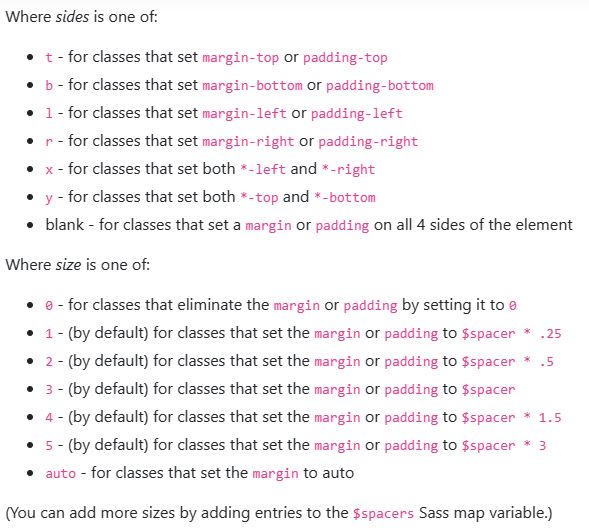 Where sides is one of:
• t - for classes that set margin-top or padding-top
• b - for classes that set margin-bottom or padding-bottom
• l - for classes that set margin-left or padding-left
• r - for classes that set margin-right or padding-right
• x - for classes that set both *-left and *-right
• y - for classes that set both *-top and *-bottom
• blank - for classes that set a margin or padding on all 4 sides of the element
Where size is one of:
• 0 - for classes that eliminate the margin or padding by setting it to 0
• 1 - (by default) for classes that set the margin or padding to $spacer * .25
• 2 - (by default) for classes that set the margin or padding to $spacer * .5
• 3 - (by default) for classes that set the margin or padding to $spacer
• 4 - (by default) for classes that set the margin or padding to $spacer * 1.5
• 5 - (by default) for classes that set the margin or padding to $spacer * 3
• auto - for classes that set the margin to auto
(You can add more sizes by adding entries to the $spacers Sass map variable.)